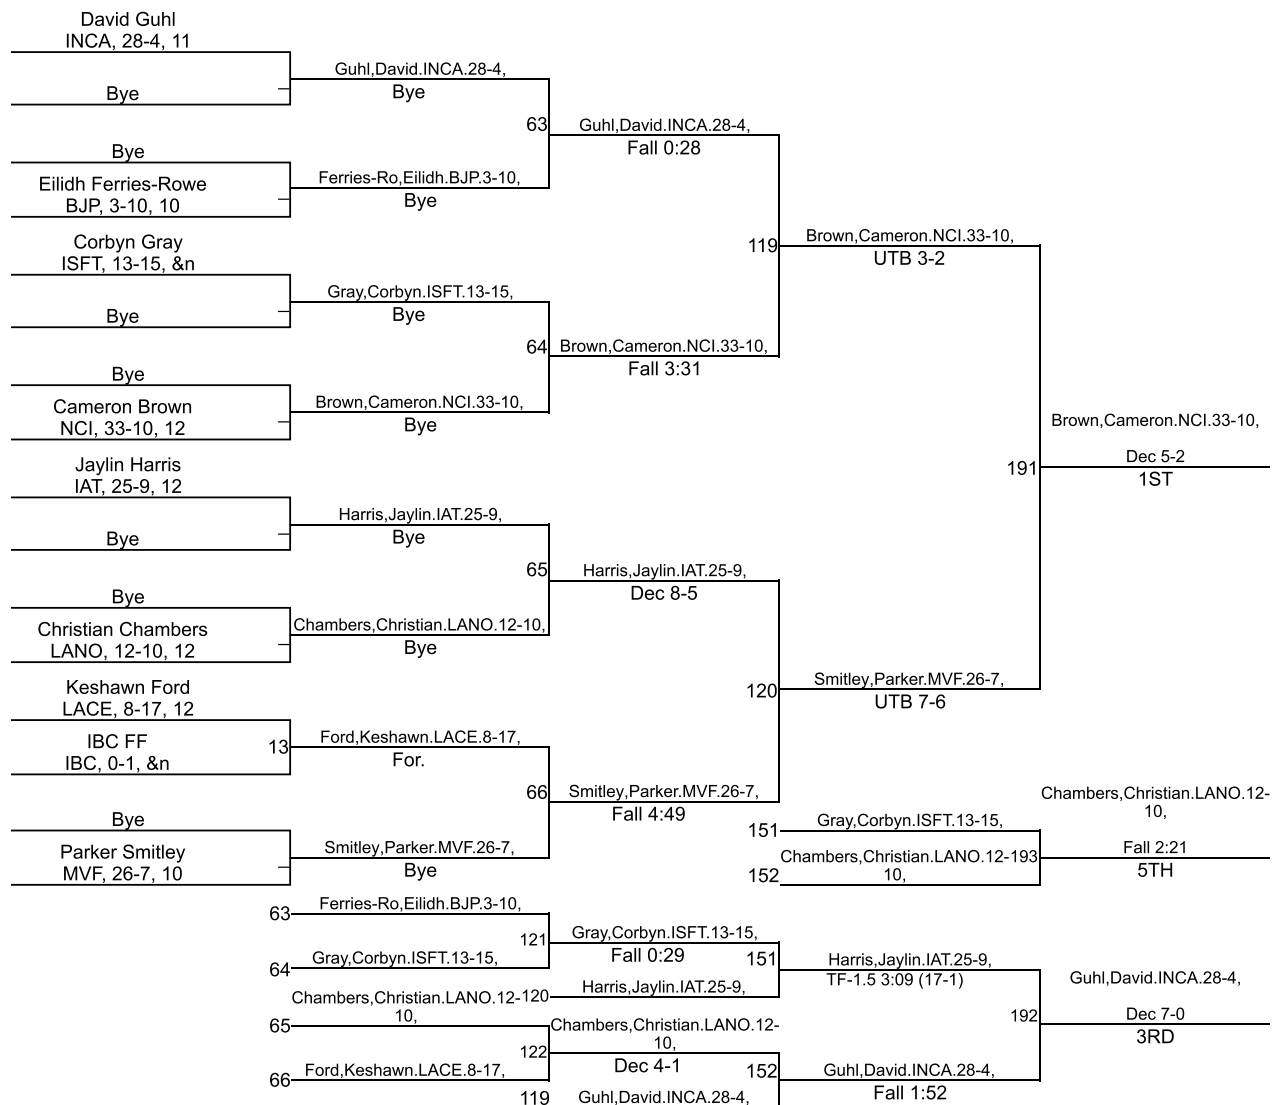 David Guhl
INCA, 28-4, 11
Bye
Bye
Eilidh Ferries-Rowe
BJP, 3-10, 10
Corbyn Gray
ISFT, 13-15, &n
Bye
Bye
Cameron Brown
NCI, 33-10, 12
Jaylin Harris
IAT, 25-9, 12
Bye
Bye
Christian Chambers
LANO, 12-10, 12
Keshawn Ford
LACE, 8-17, 12
IBC FF
IBC, 0-1, &n
13
Bye
Parker Smitley
MVF, 26-7, 10
Guhl,David.INCA.28-4,
Bye
63
Ferries-Ro,Eilidh.BJP.3-10,
Bye
Gray,Corbyn.ISFT.13-15,
Bye
64
Brown,Cameron.NCI.33-10,
Bye
Harris,Jaylin.IAT.25-9,
Bye
65
Chambers,Christian.LANO.12-10,
Bye
Ford,Keshawn.LACE.8-17,
For.
66
Smitley,Parker.MVF.26-7,
Bye
Guhl,David.INCA.28-4,
Fall 0:28
119
Brown,Cameron.NCI.33-10,
Fall 3:31
Harris,Jaylin.IAT.25-9,
Dec 8-5
120
Smitley,Parker.MVF.26-7,
Fall 4:49
Brown,Cameron.NCI.33-10,
UTB 3-2
191
Smitley,Parker.MVF.26-7,
UTB 7-6
Brown,Cameron.NCI.33-10,
Dec 5-2
1ST
151
Gray,Corbyn.ISFT.13-15,
152
Chambers,Christian.LANO.12-193
10,
Chambers,Christian.LANO.12-
10,
Fall 2:21
5TH
63
Ferries-Ro,Eilidh.BJP.3-10,
121
64
Gray,Corbyn.ISFT.13-15,
Chambers,Christian.LANO.12-
10,
65
122
66
Ford,Keshawn.LACE.8-17,
Gray,Corbyn.ISFT.13-15,
Fall 0:29
151
120
Harris,Jaylin.IAT.25-9,
Chambers,Christian.LANO.12-
10,
Dec 4-1
152
119
Guhl,David.INCA.28-4,
Harris,Jaylin.IAT.25-9,
TF-1.5 3:09 (17-1)
192
Guhl,David.INCA.28-4,
Fall 1:52
Guhl,David.INCA.28-4,
Dec 7-0
3RD